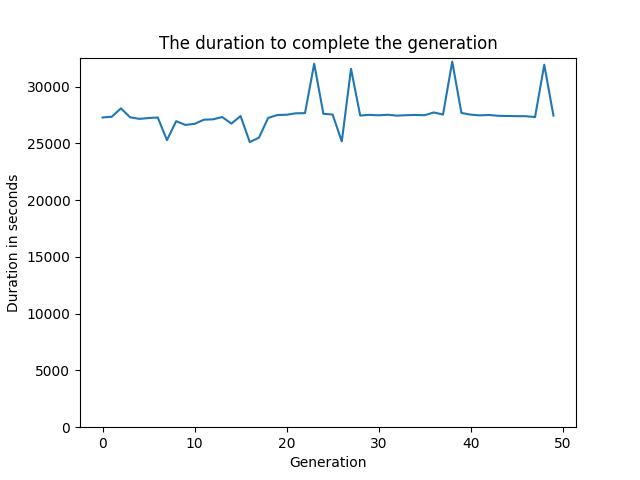 The duration to complete the generation
30000
25000
20000
15000
10000
5000
0
Duration in seconds
0 10 20 30 40 50
Generation